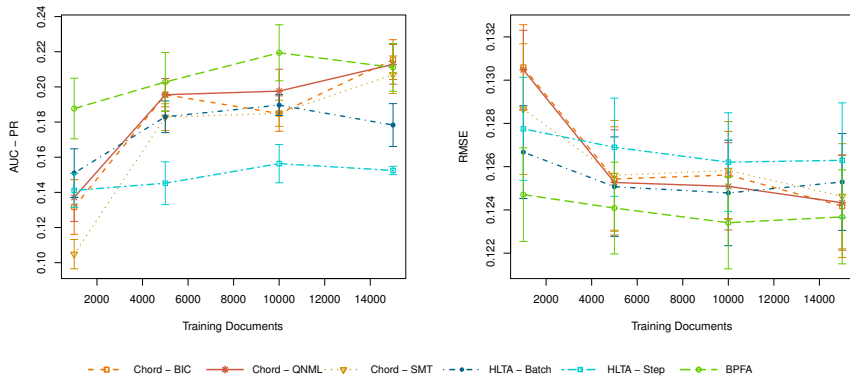 0.24
0.22
0.20
0.18
0.16
0.14
0.12
0.10
AUC − PR
2000 4000 6000 8000 10000 14000
Training Documents
0.132
0.130
0.128
0.126
0.124
0.122
RMSE
2000 4000 6000 8000 10000 14000
Training Documents
Chord − BIC Chord − QNML Chord − SMT HLTA − Batch HLTA − Step BPFA